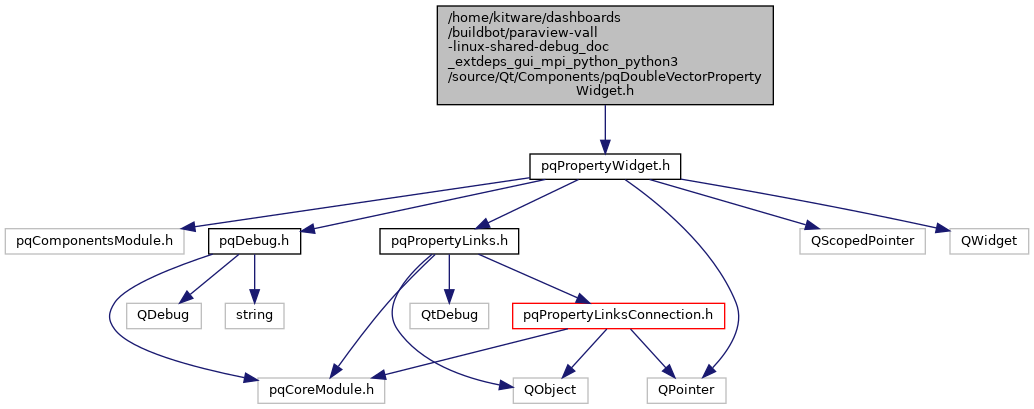 /home/kitware/dashboards
/buildbot/paraview-vall
-linux-shared-debug_doc
_extdeps_gui_mpi_python_python3
/source/Qt/Components/pqDoubleVectorProperty
Widget.h
pqPropertyWidget.h
pqComponentsModule.h
pqDebug.h
pqPropertyLinks.h
QScopedPointer
QWidget
QDebug
string
QtDebug
pqPropertyLinksConnection.h
pqCoreModule.h
QObject
QPointer